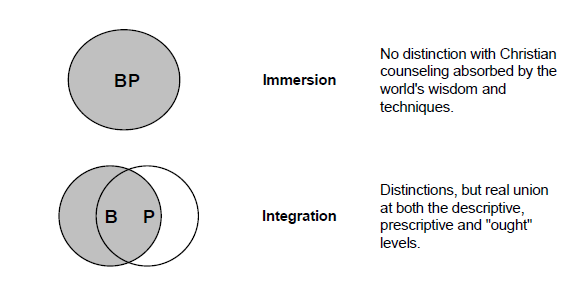 BP
Immersion
No distinction with Christian
counseling absorbed by the
world's wisdom and
techniques.
B P
Integration
Distinctions, but real union
at both the descriptive,
prescriptive and "ought"
levels.